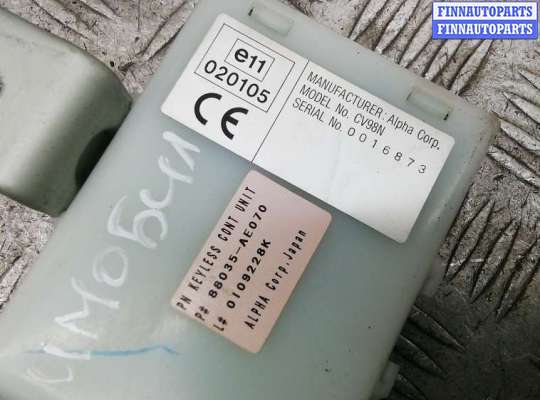 FINNAUTOPARTS
FINNAUTOPARTS
e11
020105
CE
MANUFACTURER : Alpha Corp.
MODEL No. CV98N
SERIAL No. 0016873
PN KEYLESS CONT UNIT
P# 88035-AE070
L# 0109228K
ALPHA Corp.Japan